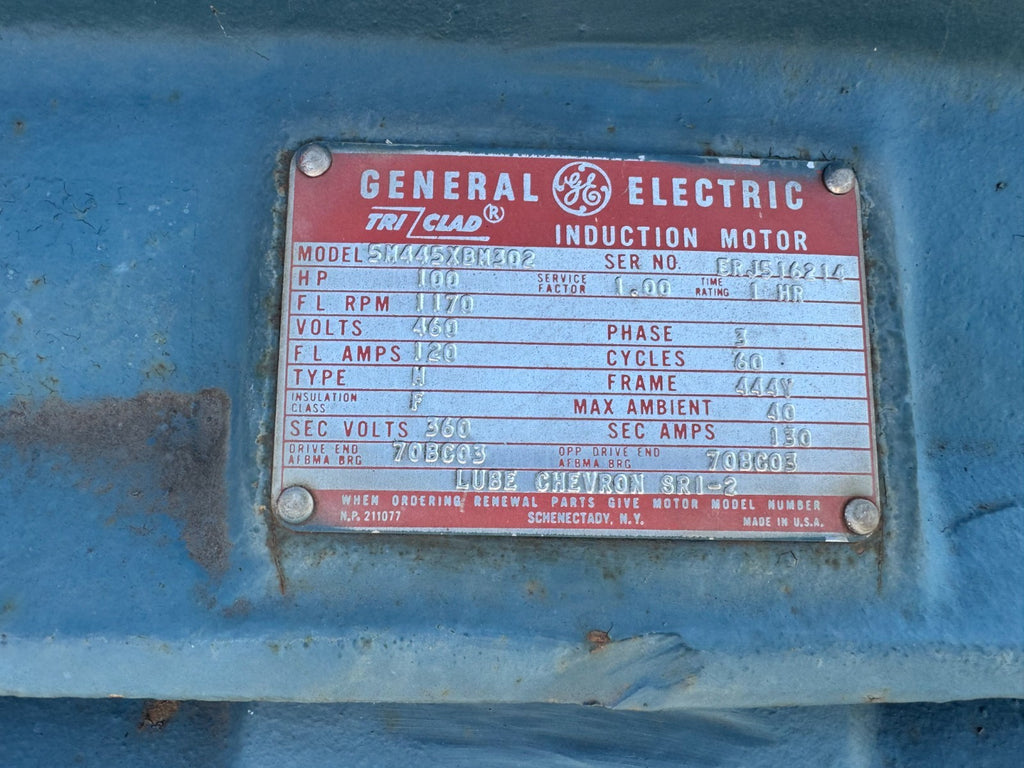 GENERAL GE ELECTRIC
TRI CLAD ® INDUCTION MOTOR
MODEL 5M445XBM302 SER NO. ERJ516214
HP 100 SERVICE FACTOR 1.00 TIME RATING 1 HR
FL RPM 1170
VOLTS 460 PHASE 3
FL AMPS 120 CYCLES 60
TYPE M FRAME 444Y
INSULATION CLASS F MAX AMBIENT 40
SEC VOLTS 360 SEC AMPS 130
DRIVE END AFBMA BRG 70BC03 OPP DRIVE END AFBMA BRG 70BC03
LUBE CHEVRON SRI-2
WHEN ORDERING RENEWAL PARTS GIVE MOTOR MODEL NUMBER
N.P. 211077 SCHENECTADY, N.Y. MADE IN U.S.A.